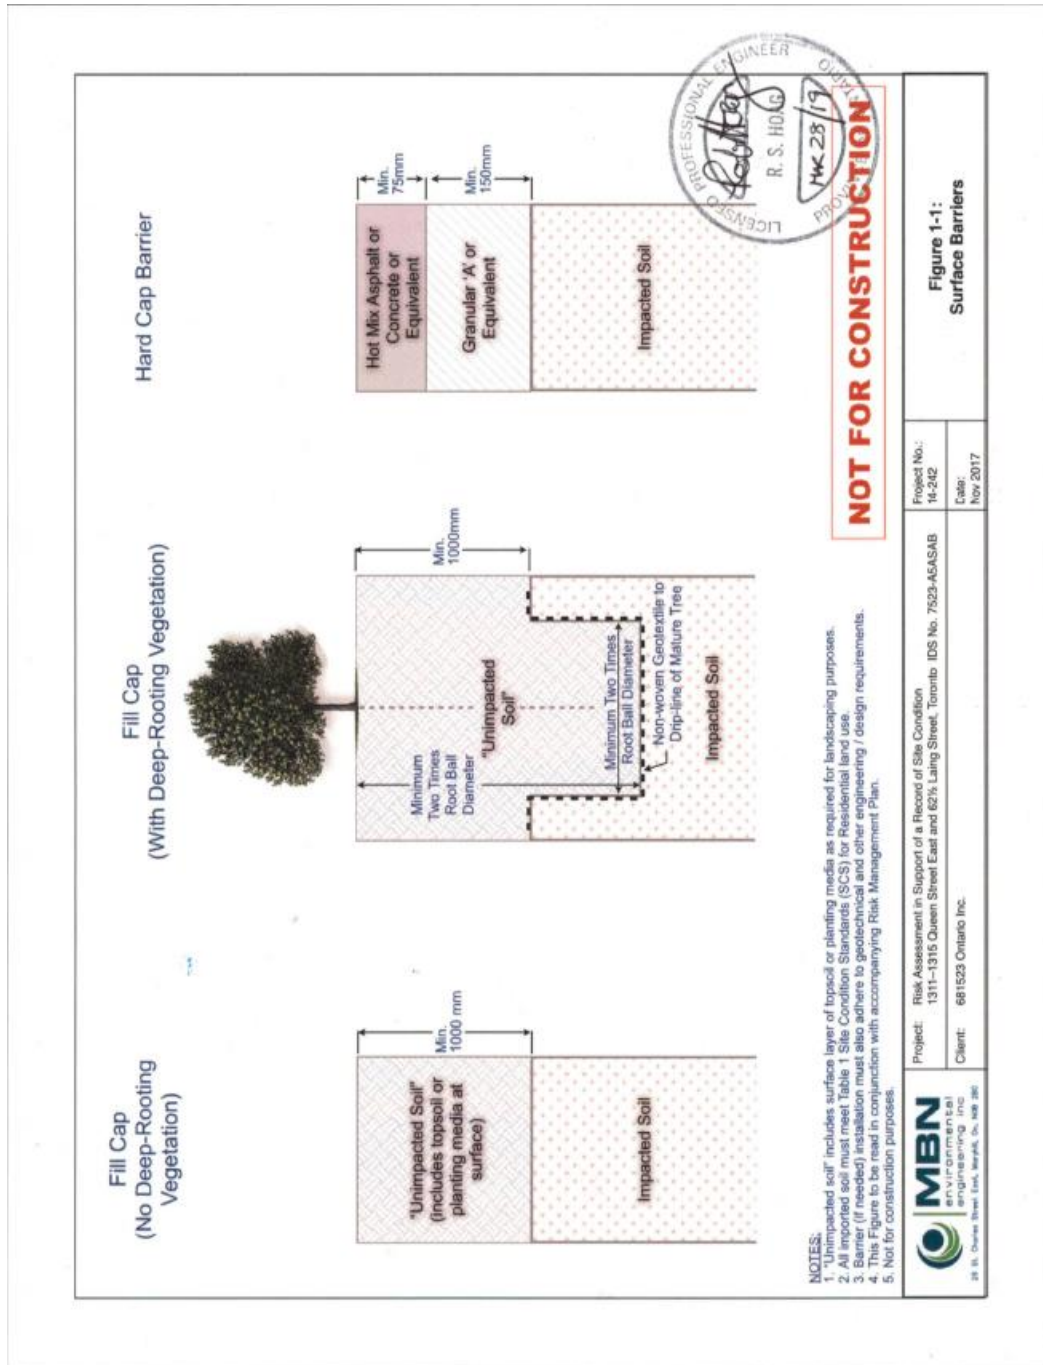 Fill Cap
(No Deep-Rooting
Vegetation)
Min.
1000 mm
"Unimpacted Soil"
(includes topsoil or
planting media at
surface)
Impacted Soil
Fill Cap
(With Deep-Rooting Vegetation)
Min.
1000mm
Minimum
Two Times
Root Ball
Diameter
"Unimpacted
Soil"
Minimum Two Times
Root Ball Diameter
Non-woven Geotextile to
Drip-line of Mature Tree
Impacted Soil
Hard Cap Barrier
Hot Mix Asphalt or
Concrete or
Equivalent
Min.
75mm
Granular 'A' or
Equivalent
Min.
150mm
Impacted Soil
NOTES:
1. "Unimpacted soil" includes surface layer of topsoil or planting media as required for landscaping purposes.
2. All imported soil must meet Table 1 Site Condition Standards (SCS) for Residential land use.
3. Barrier (if needed) installation must also adhere to geotechnical and other engineering / design requirements.
4. This Figure to be read in conjunction with accompanying Risk Management Plan.
5. Not for construction purposes.
NOT FOR CONSTRUCTION
LICENSED PROFESSIONAL ENGINEER
R. S. HOAG
MAR 28/19
PROVINCE OF ONTARIO
MBN
environmental
engineering inc
Project: Risk Assessment in Support of a Record of Site Condition
1311–1315 Queen Street East and 62½ Laing Street, Toronto IDS No. 7523-A5ASAB
Client: 681523 Ontario Inc.
Project No.:
14-242
Date:
Nov 2017
Figure 1-1:
Surface Barriers